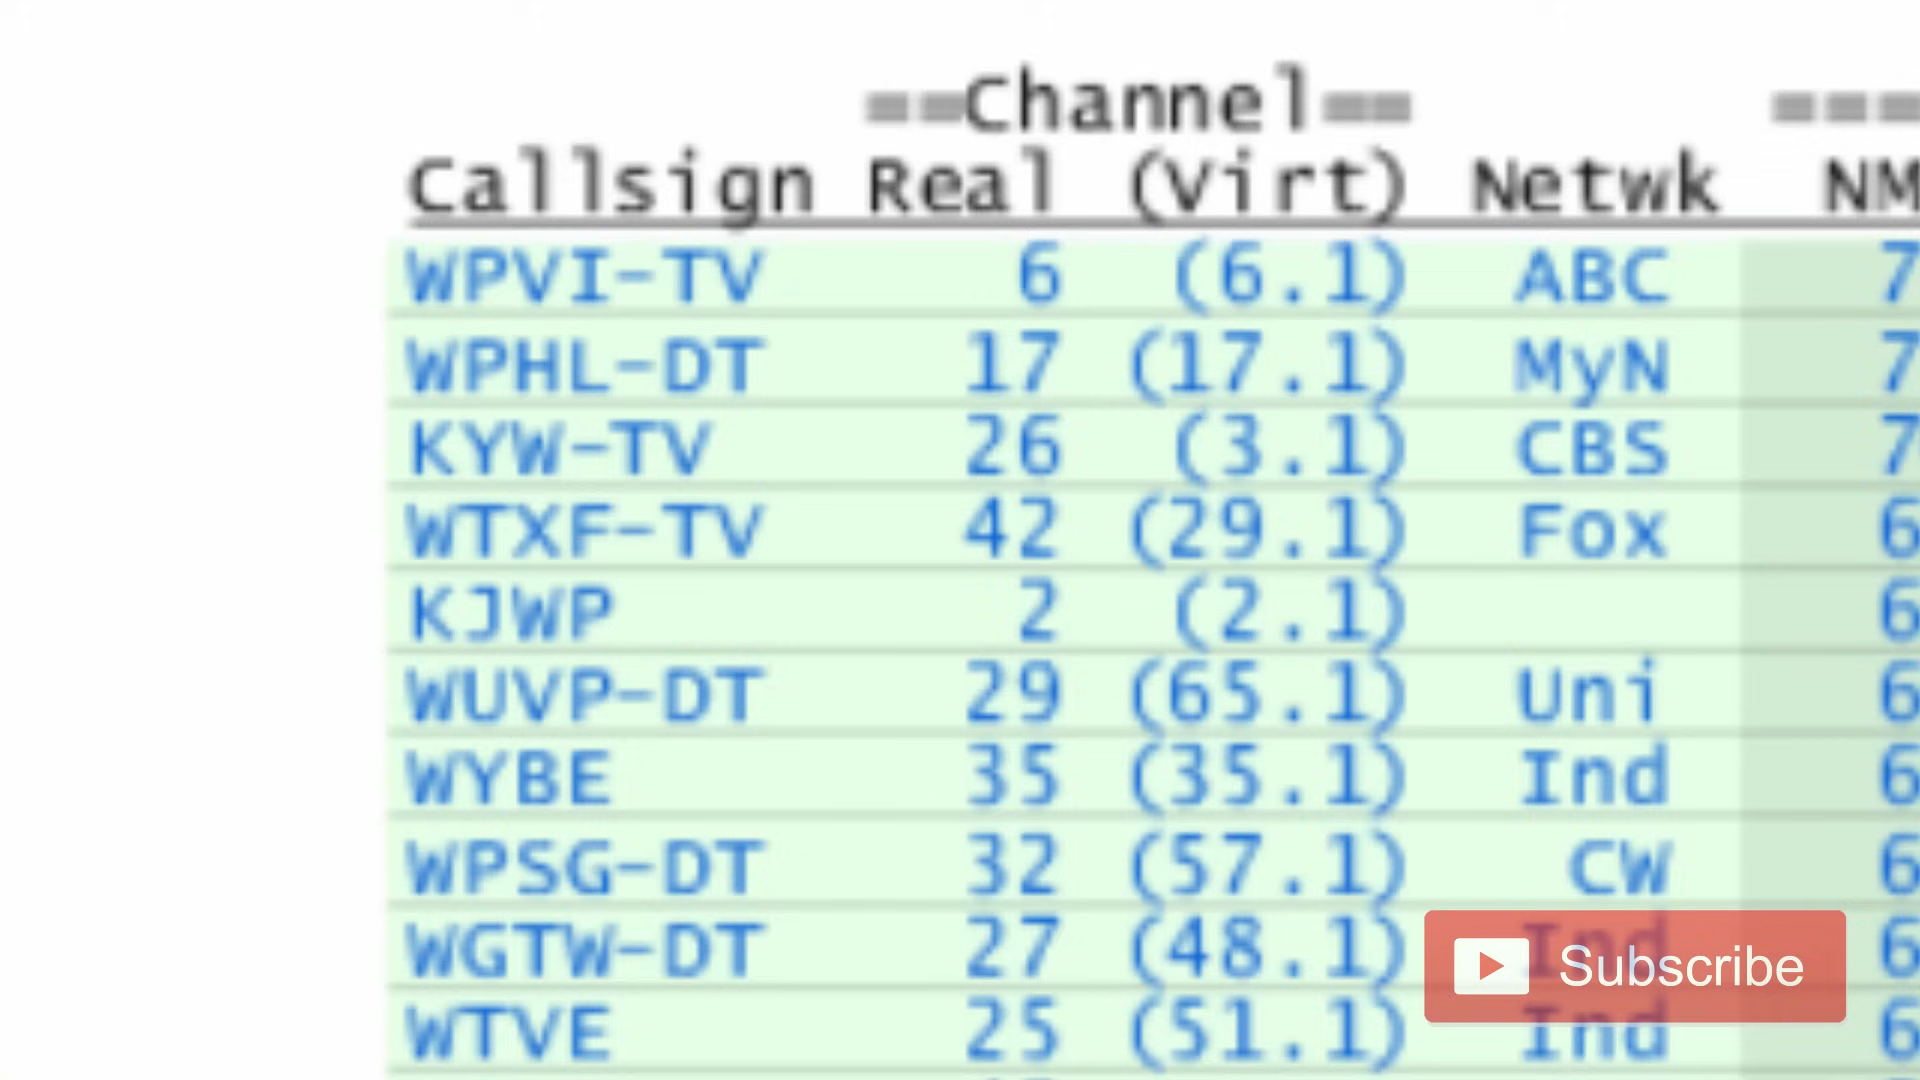 ==Channel== ===
Callsign Real (Virt) Netwk NM
WPVI-TV 6 (6.1) ABC 7
WPHL-DT 17 (17.1) MyN 7
KYW-TV 26 (3.1) CBS 7
WTXF-TV 42 (29.1) Fox 6
KJWP 2 (2.1) 6
WUVP-DT 29 (65.1) Uni 6
WYBE 35 (35.1) Ind 6
WPSG-DT 32 (57.1) CW 6
WGTW-DT 27 (48.1) Ind 6
Subscribe
WTVE 25 (51.1) Ind 6